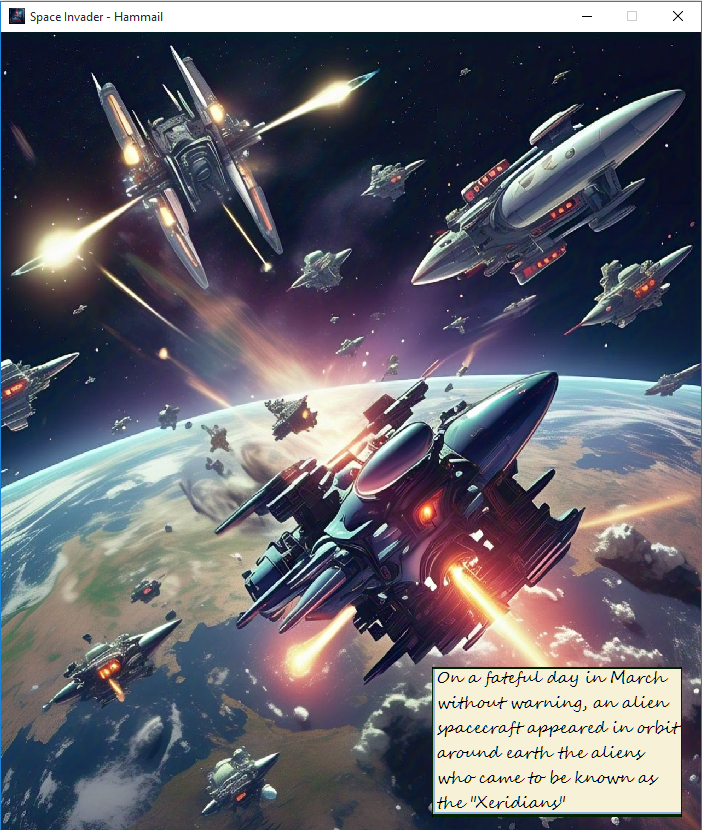 Space Invader - Hammail
On a fateful day in March
without warning, an alien
spacecraft appeared in orbit
around earth the aliens
who came to be known as
the "Xeridians"